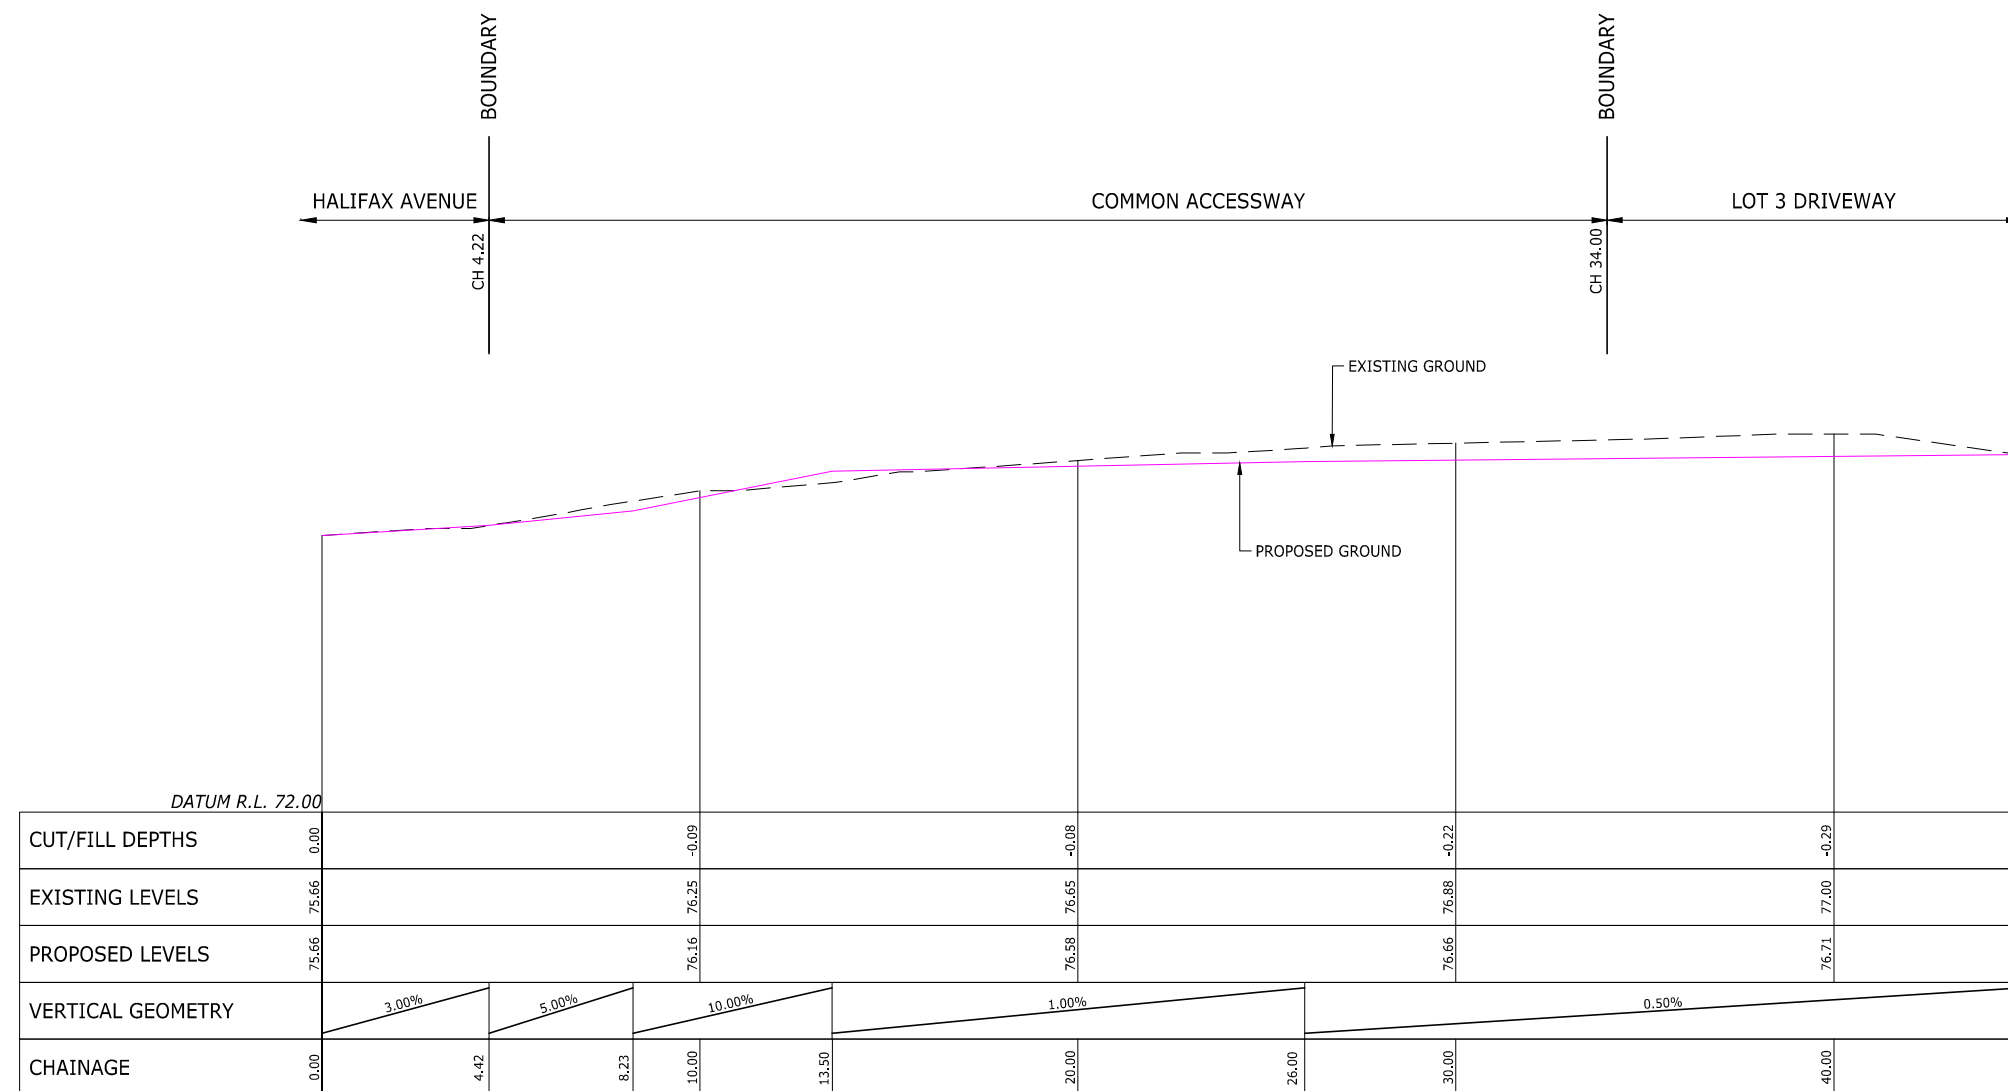 BOUNDARY
BOUNDARY
HALIFAX AVENUE
COMMON ACCESSWAY
LOT 3 DRIVEWAY
CH 4.22
CH 34.00
EXISTING GROUND
PROPOSED GROUND
DATUM R.L. 72.00
CUT/FILL DEPTHS 0.00 -0.09 -0.08 -0.22 -0.29
EXISTING LEVELS 75.66 76.25 76.65 76.88 77.00
PROPOSED LEVELS 75.66 76.16 76.58 76.66 76.71
VERTICAL GEOMETRY 3.00% 5.00% 10.00% 1.00% 0.50%
CHAINAGE 0.00 4.42 8.23 10.00 13.50 20.00 26.00 30.00 40.00